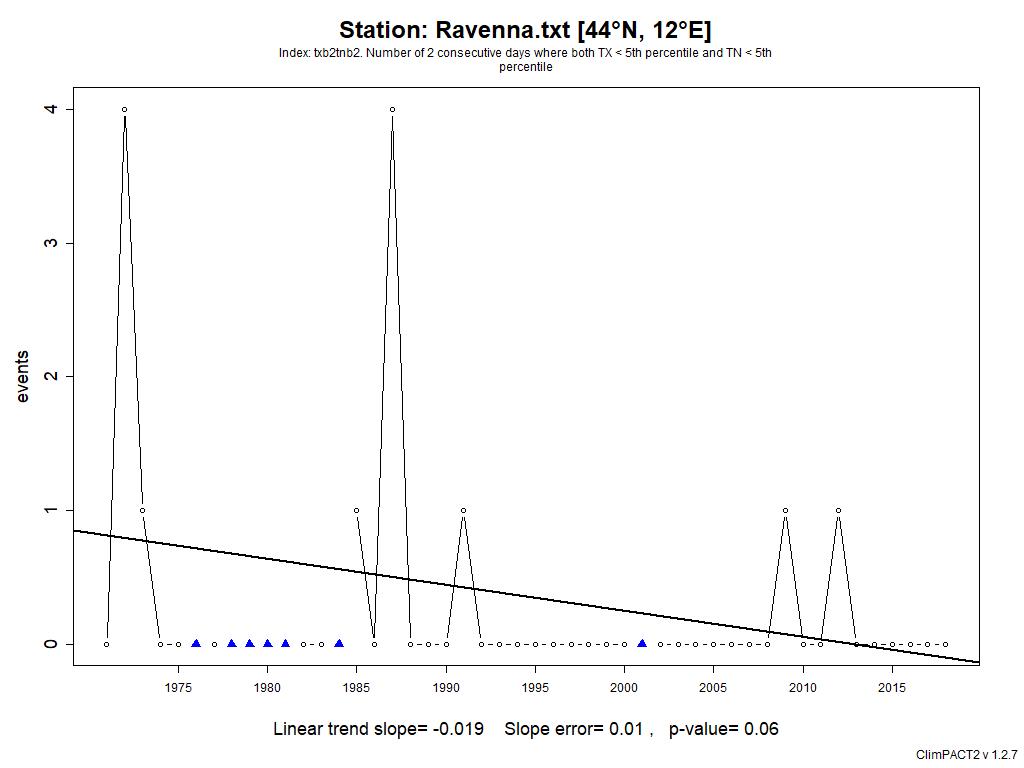 Station: Ravenna.txt [44°N, 12°E]
Index: txb2tnb2. Number of 2 consecutive days where both TX < 5th percentile and TN < 5th
percentile
4
3
2
1
0
events
1975 1980 1985 1990 1995 2000 2005 2010 2015
Linear trend slope= -0.019 Slope error= 0.01 , p-value= 0.06
ClimPACT2 v 1.2.7